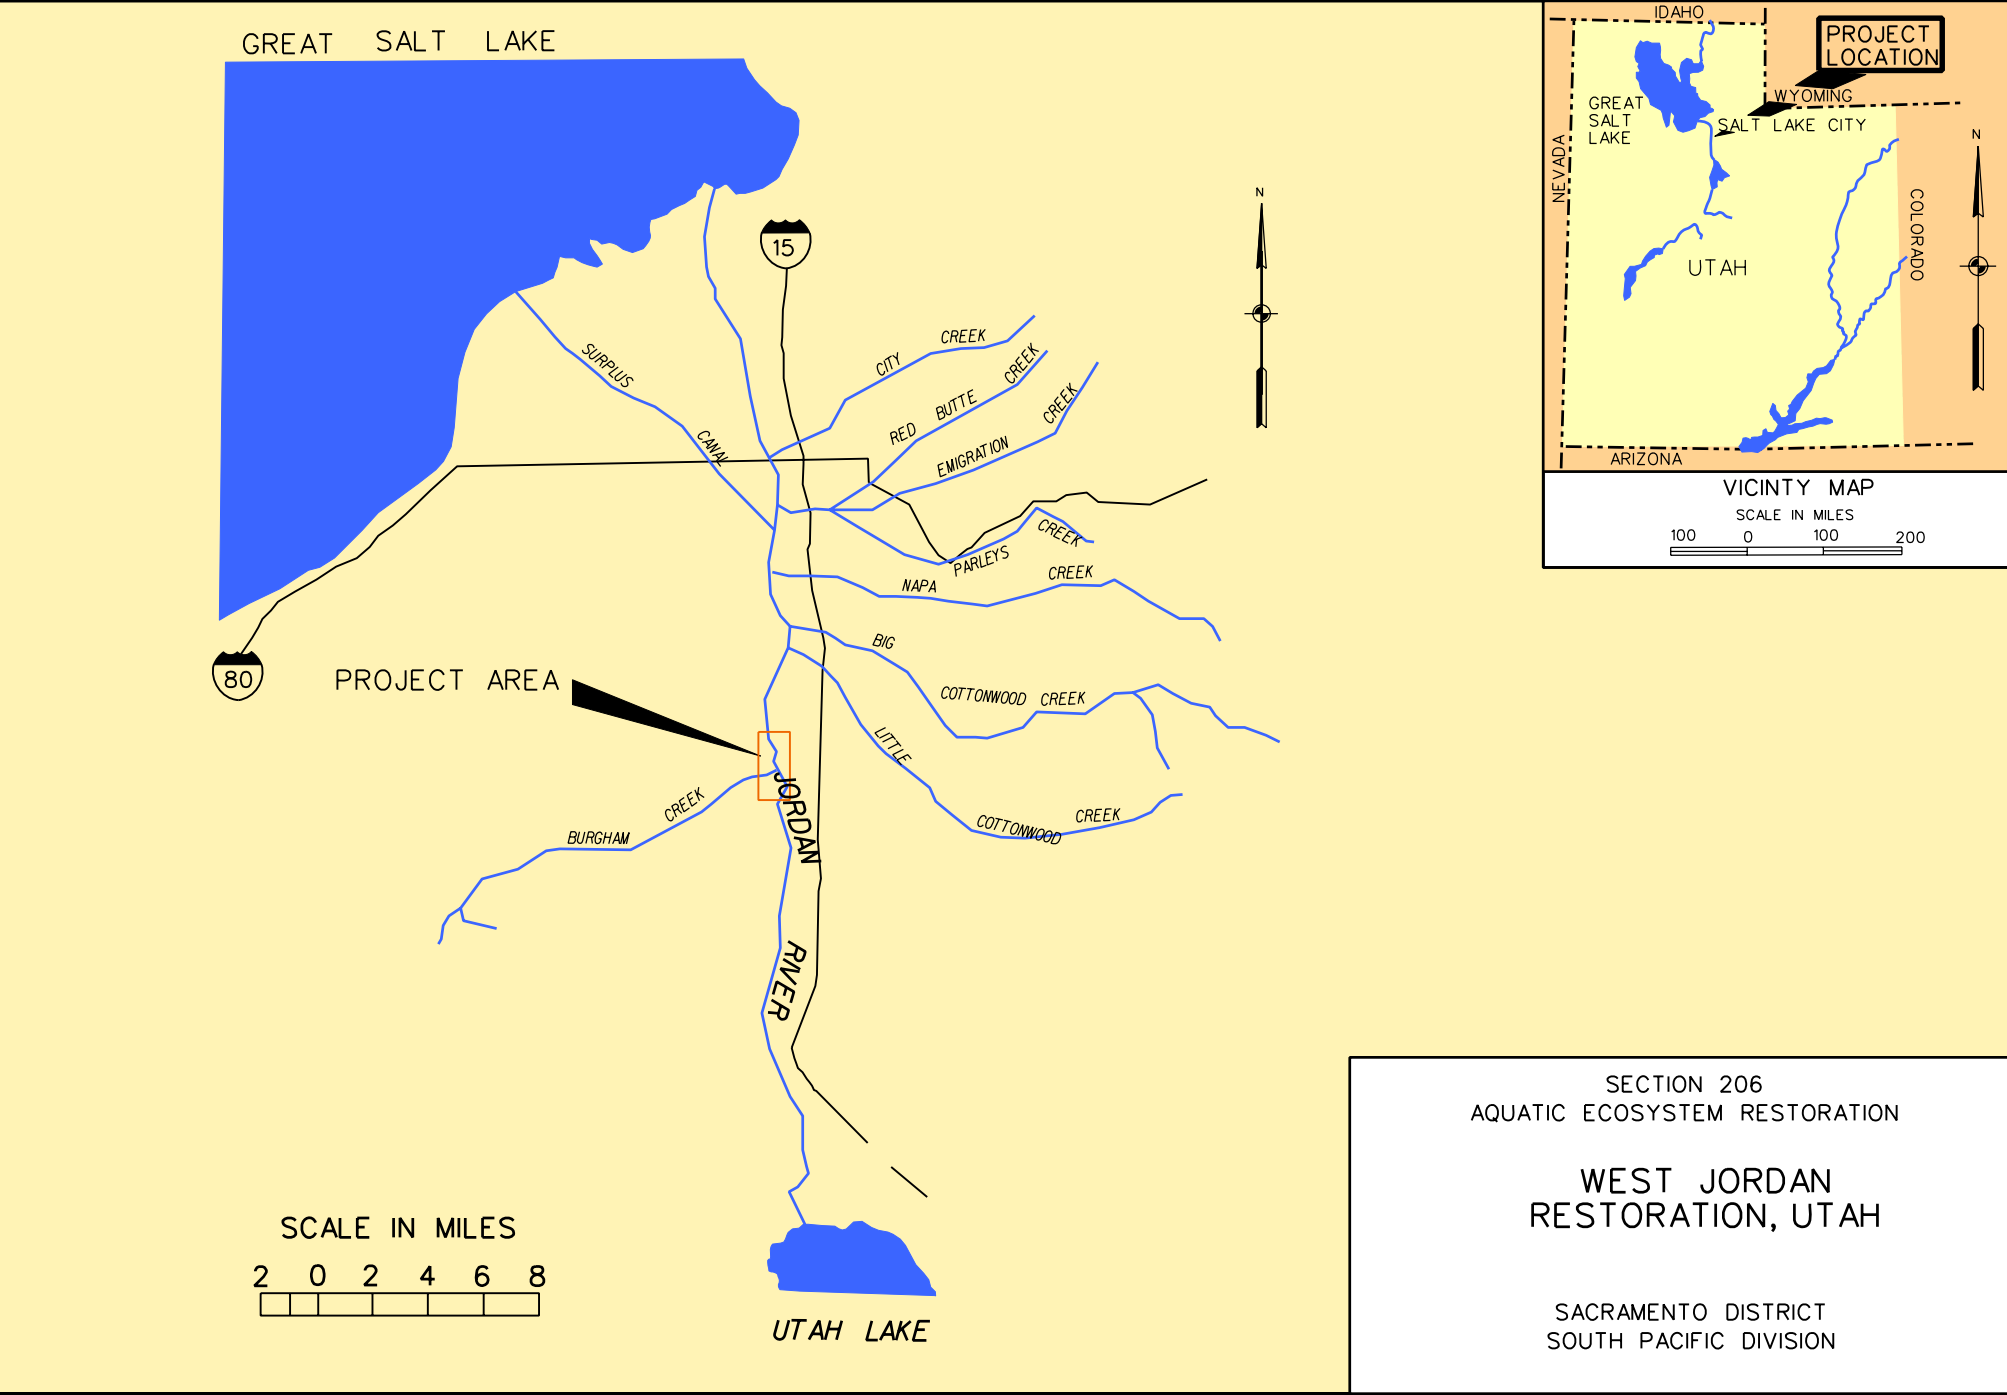 GREAT SALT LAKE
15
CITY CREEK
RED BUTTE CREEK
EMIGRATION CREEK
SURPLUS CANAL
PARLEYS CREEK
NAPA CREEK
BIG COTTONWOOD CREEK
LITTLE COTTONWOOD CREEK
80
PROJECT AREA
BURGHAM CREEK
JORDAN RIVER
UTAH LAKE
SCALE IN MILES
2 0 2 4 6 8
N
IDAHO
PROJECT
LOCATION
WYOMING
GREAT
SALT
LAKE
SALT LAKE CITY
NEVADA
UTAH
COLORADO
N
ARIZONA
VICINTY MAP
SCALE IN MILES
100 0 100 200
SECTION 206
AQUATIC ECOSYSTEM RESTORATION
WEST JORDAN
RESTORATION, UTAH
SACRAMENTO DISTRICT
SOUTH PACIFIC DIVISION